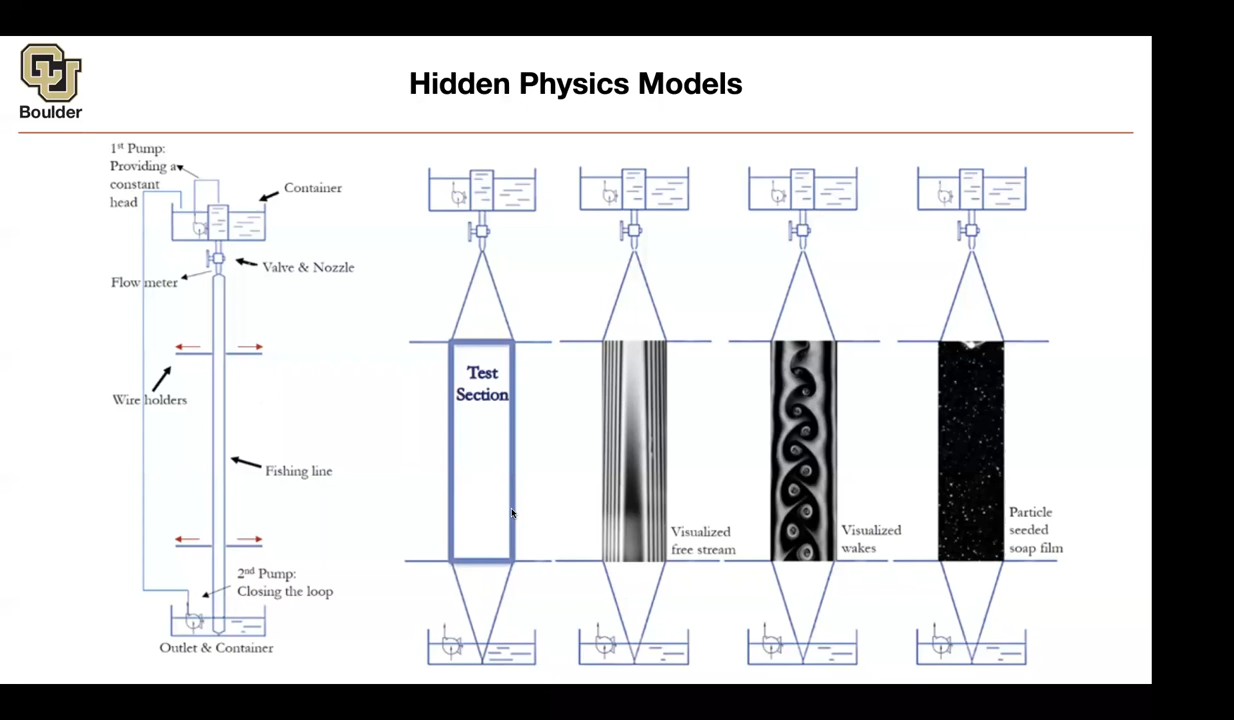 CU
Boulder
Hidden Physics Models
1st Pump:
Providing a
constant
head
Container
Valve & Nozzle
Flow meter
Wire holders
Fishing line
2nd Pump:
Closing the loop
Outlet & Container
Test
Section
Visualized
free stream
Visualized
wakes
Particle
seeded
soap film